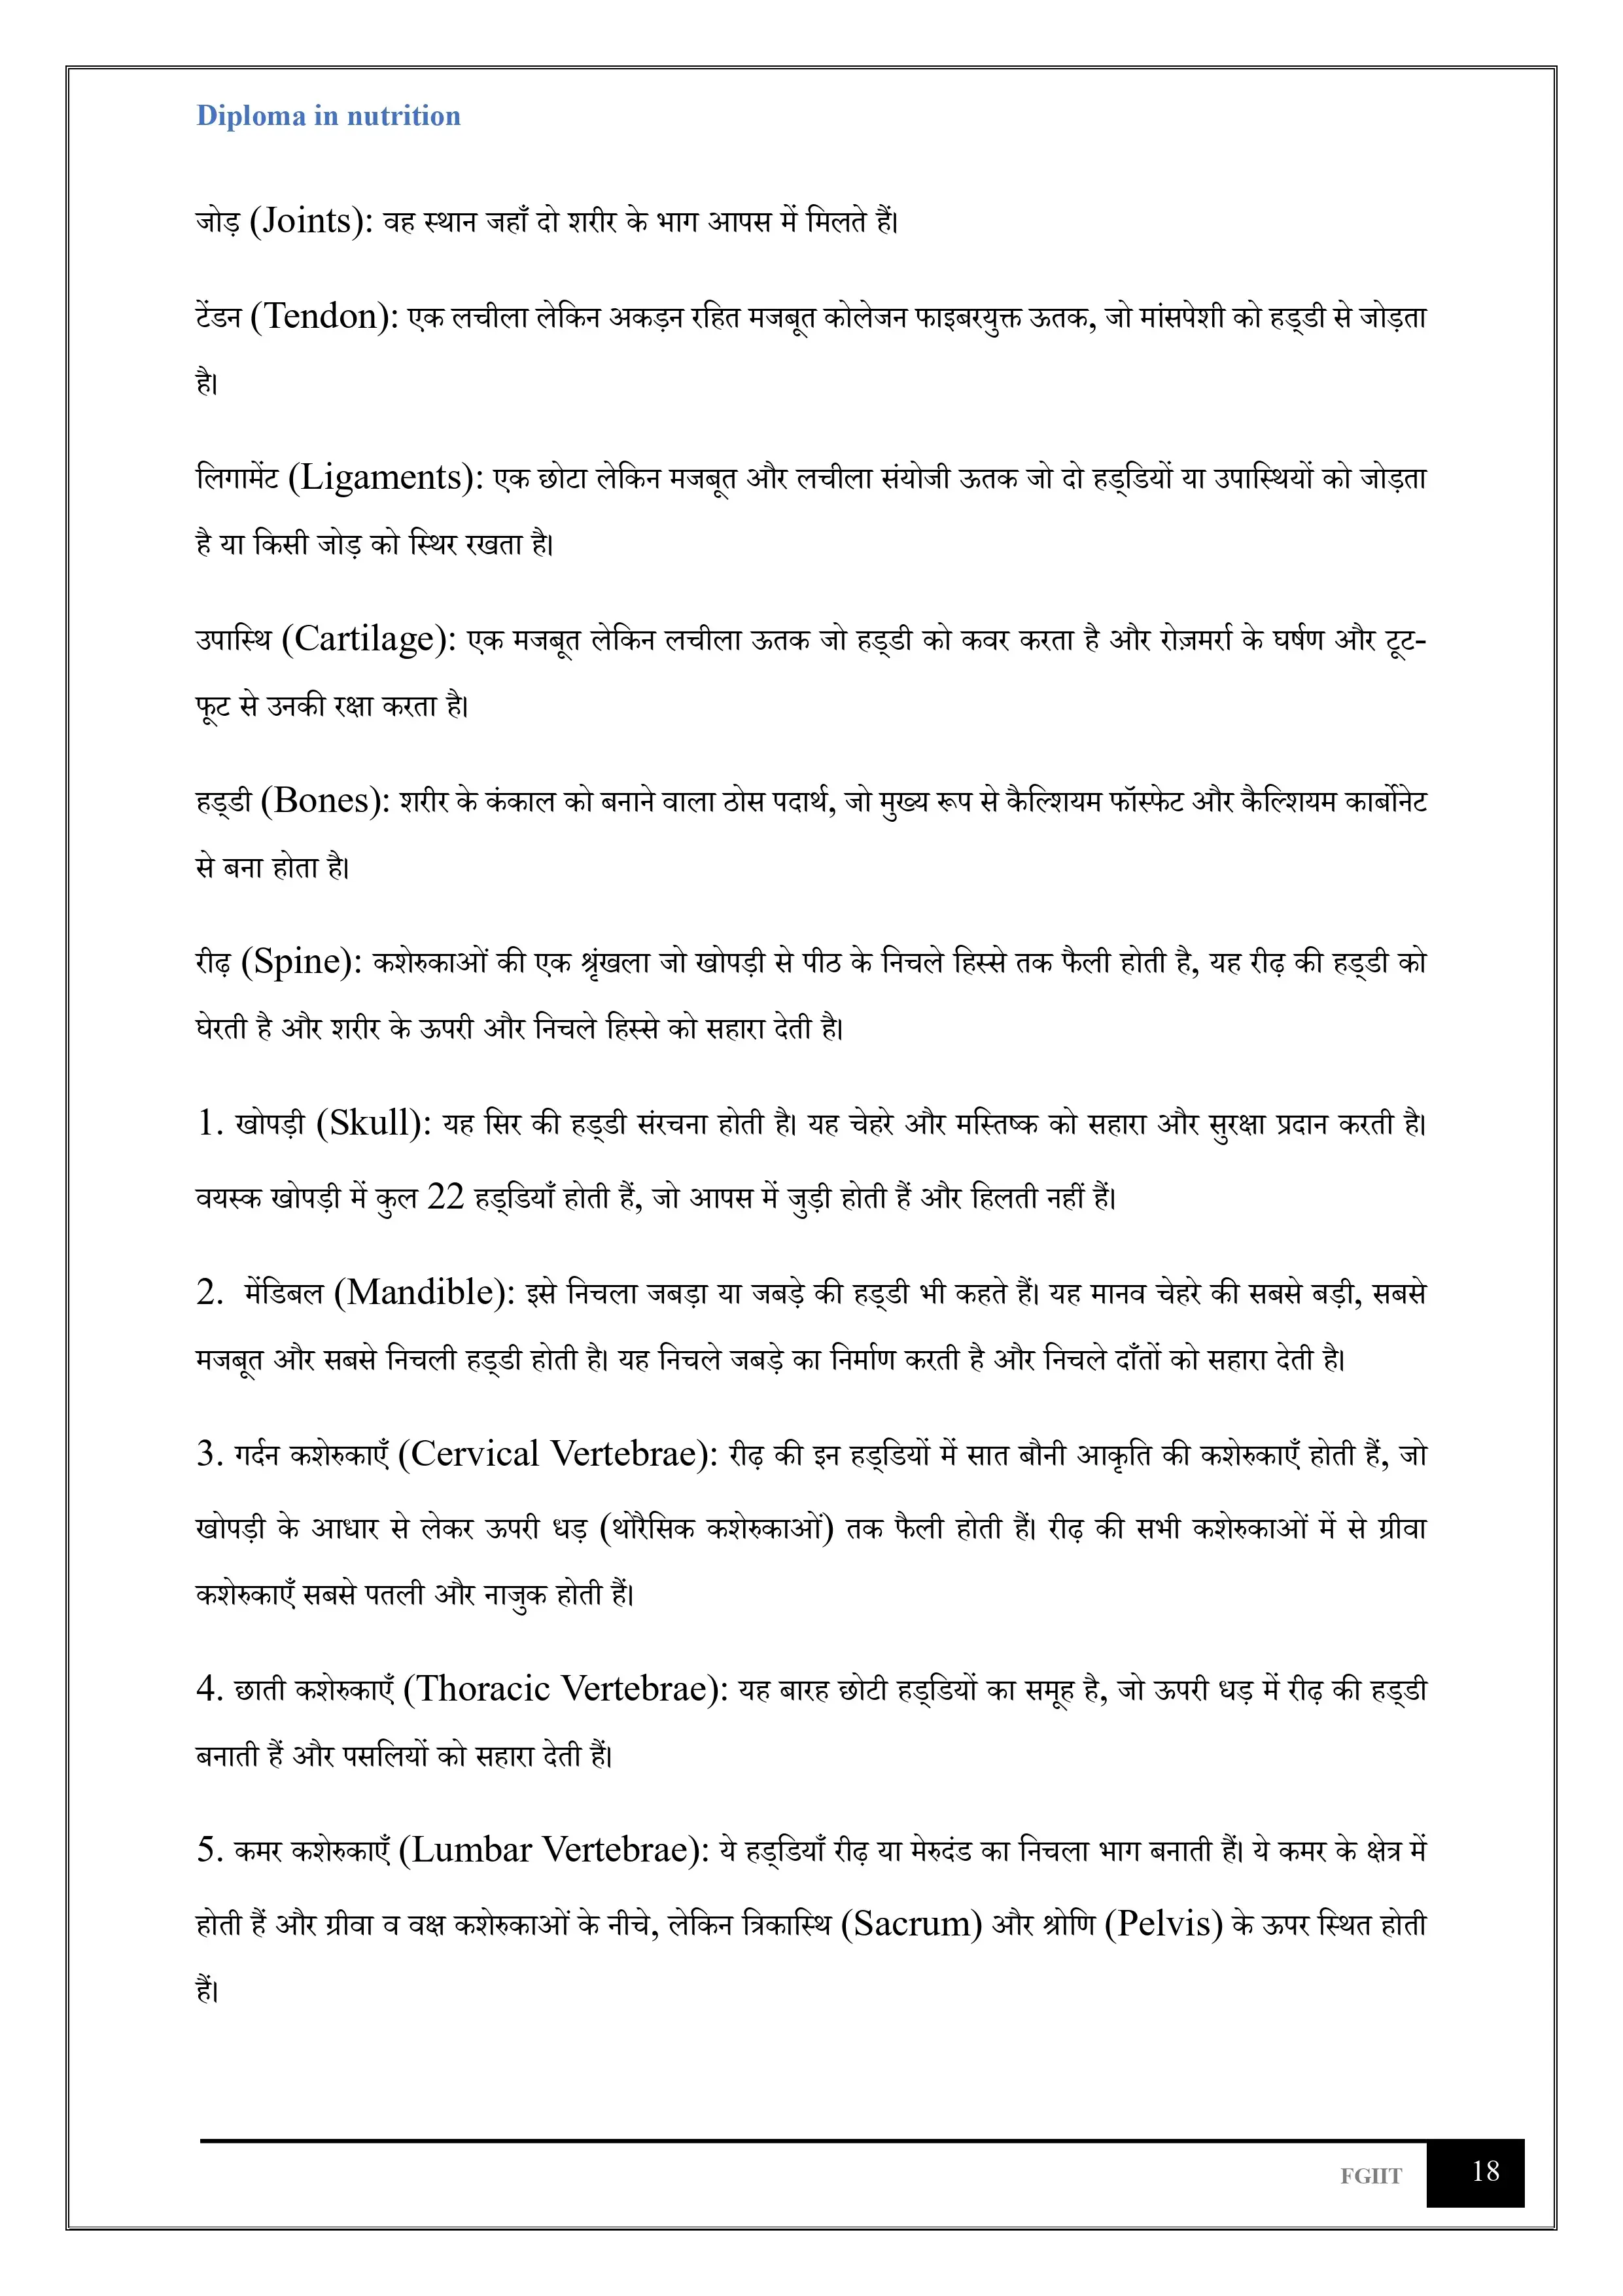 Diploma in nutrition
जोड़ (Joints): वह स्थान जहाँ दो शरीर के भाग आपस में मिलते हैं।
टेंडन (Tendon): एक लचीला लेकिन अकड़न रहित मजबूत कोलेजन फाइबरयुक्त ऊतक, जो मांसपेशी को हड्डी से जोड़ता
है।
लिगामेंट (Ligaments): एक छोटा लेकिन मजबूत और लचीला संयोजी ऊतक जो दो हड्डियों या उपास्थियों को जोड़ता
है या किसी जोड़ को स्थिर रखता है।
उपास्थि (Cartilage): एक मजबूत लेकिन लचीला ऊतक जो हड्डी को कवर करता है और रोज़मर्रा के घर्षण और टूट-
फूट से उनकी रक्षा करता है।
हड्डी (Bones): शरीर के कंकाल को बनाने वाला ठोस पदार्थ, जो मुख्य रूप से कैल्शियम फॉस्फेट और कैल्शियम कार्बोनेट
से बना होता है।
रीढ़ (Spine): कशेरुकाओं की एक श्रृंखला जो खोपड़ी से पीठ के निचले हिस्से तक फैली होती है, यह रीढ़ की हड्डी को
घेरती है और शरीर के ऊपरी और निचले हिस्से को सहारा देती है।
1. खोपड़ी (Skull): यह सिर की हड्डी संरचना होती है। यह चेहरे और मस्तिष्क को सहारा और सुरक्षा प्रदान करती है।
वयस्क खोपड़ी में कुल 22 हड्डियाँ होती हैं, जो आपस में जुड़ी होती हैं और हिलती नहीं हैं।
2. मेंडिबल (Mandible): इसे निचला जबड़ा या जबड़े की हड्डी भी कहते हैं। यह मानव चेहरे की सबसे बड़ी, सबसे
मजबूत और सबसे निचली हड्डी होती है। यह निचले जबड़े का निर्माण करती है और निचले दाँतों को सहारा देती है।
3. गर्दन कशेरुकाएँ (Cervical Vertebrae): रीढ़ की इन हड्डियों में सात बौनी आकृति की कशेरुकाएँ होती हैं, जो
खोपड़ी के आधार से लेकर ऊपरी धड़ (थोरैसिक कशेरुकाओं) तक फैली होती हैं। रीढ़ की सभी कशेरुकाओं में से ग्रीवा
कशेरुकाएँ सबसे पतली और नाजुक होती हैं।
4. छाती कशेरुकाएँ (Thoracic Vertebrae): यह बारह छोटी हड्डियों का समूह है, जो ऊपरी धड़ में रीढ़ की हड्डी
बनाती हैं और पसलियों को सहारा देती हैं।
5. कमर कशेरुकाएँ (Lumbar Vertebrae): ये हड्डियाँ रीढ़ या मेरुदंड का निचला भाग बनाती हैं। ये कमर के क्षेत्र में
होती हैं और ग्रीवा व वक्ष कशेरुकाओं के नीचे, लेकिन त्रिकास्थि (Sacrum) और श्रोणि (Pelvis) के ऊपर स्थित होती
हैं।
FGIIT 18